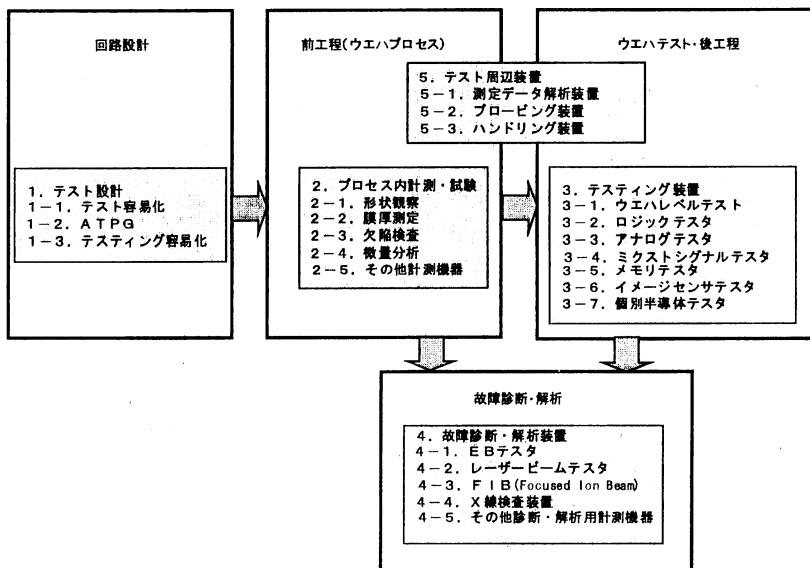 回路設計
1．テスト設計
1－1．テスト容易化
1－2．ATPG
1－3．テスティング容易化
前工程(ウエハプロセス)
2．プロセス内計測・試験
2－1．形状観察
2－2．膜厚測定
2－3．欠陥検査
2－4．微量分析
2－5．その他計測機器
5．テスト周辺装置
5－1．測定データ解析装置
5－2．プロービング装置
5－3．ハンドリング装置
ウエハテスト・後工程
3．テスティング装置
3－1．ウエハレベルテスト
3－2．ロジックテスタ
3－3．アナログテスタ
3－4．ミクストシグナルテスタ
3－5．メモリテスタ
3－6．イメージセンサテスタ
3－7．個別半導体テスタ
故障診断・解析
4．故障診断・解析装置
4－1．EBテスタ
4－2．レーザービームテスタ
4－3．FIB(Focused Ion Beam)
4－4．X線検査装置
4－5．その他診断・解析用計測機器